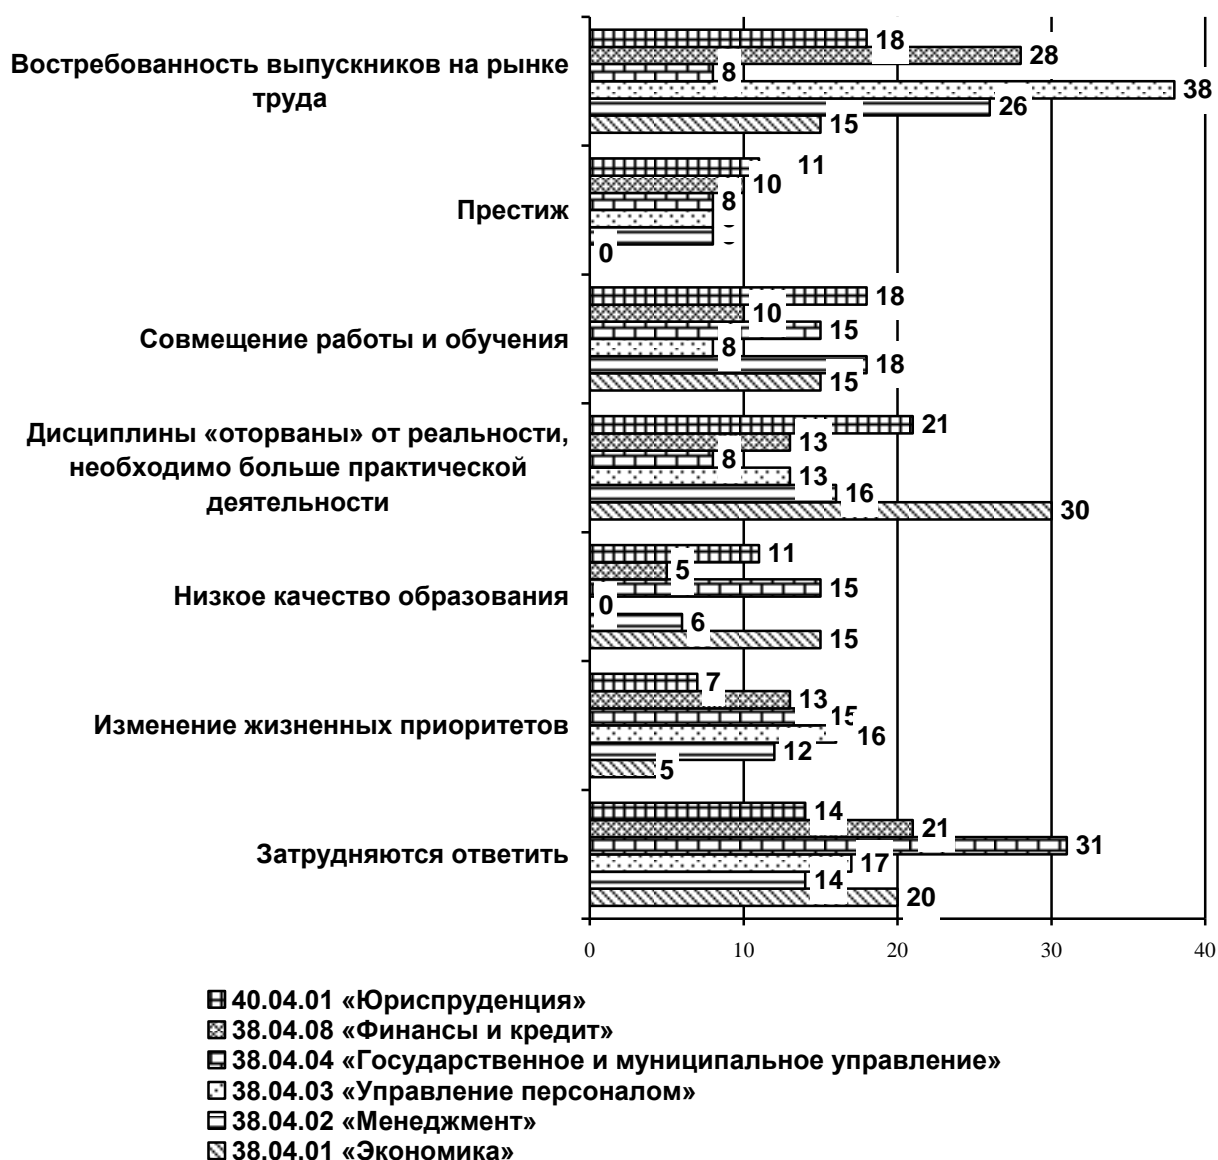 18
28
Востребованность выпускников на рынке
8
труда
38
26
15
11
10
8
Престиж
0
18
10
15
Совмещение работы и обучения
8
18
15
21
Дисциплины «оторваны» от реальности,
13
8
необходимо больше практической
13
деятельности
16
30
11
5
15
Низкое качество образования
0
6
15
7
13
15
Изменение жизненных приоритетов
16
12
5
14
21
31
Затрудняются ответить
17
14
20
0 10 20 30 40
40.04.01 «Юриспруденция»
38.04.08 «Финансы и кредит»
38.04.04 «Государственное и муниципальное управление»
38.04.03 «Управление персоналом»
38.04.02 «Менеджмент»
38.04.01 «Экономика»